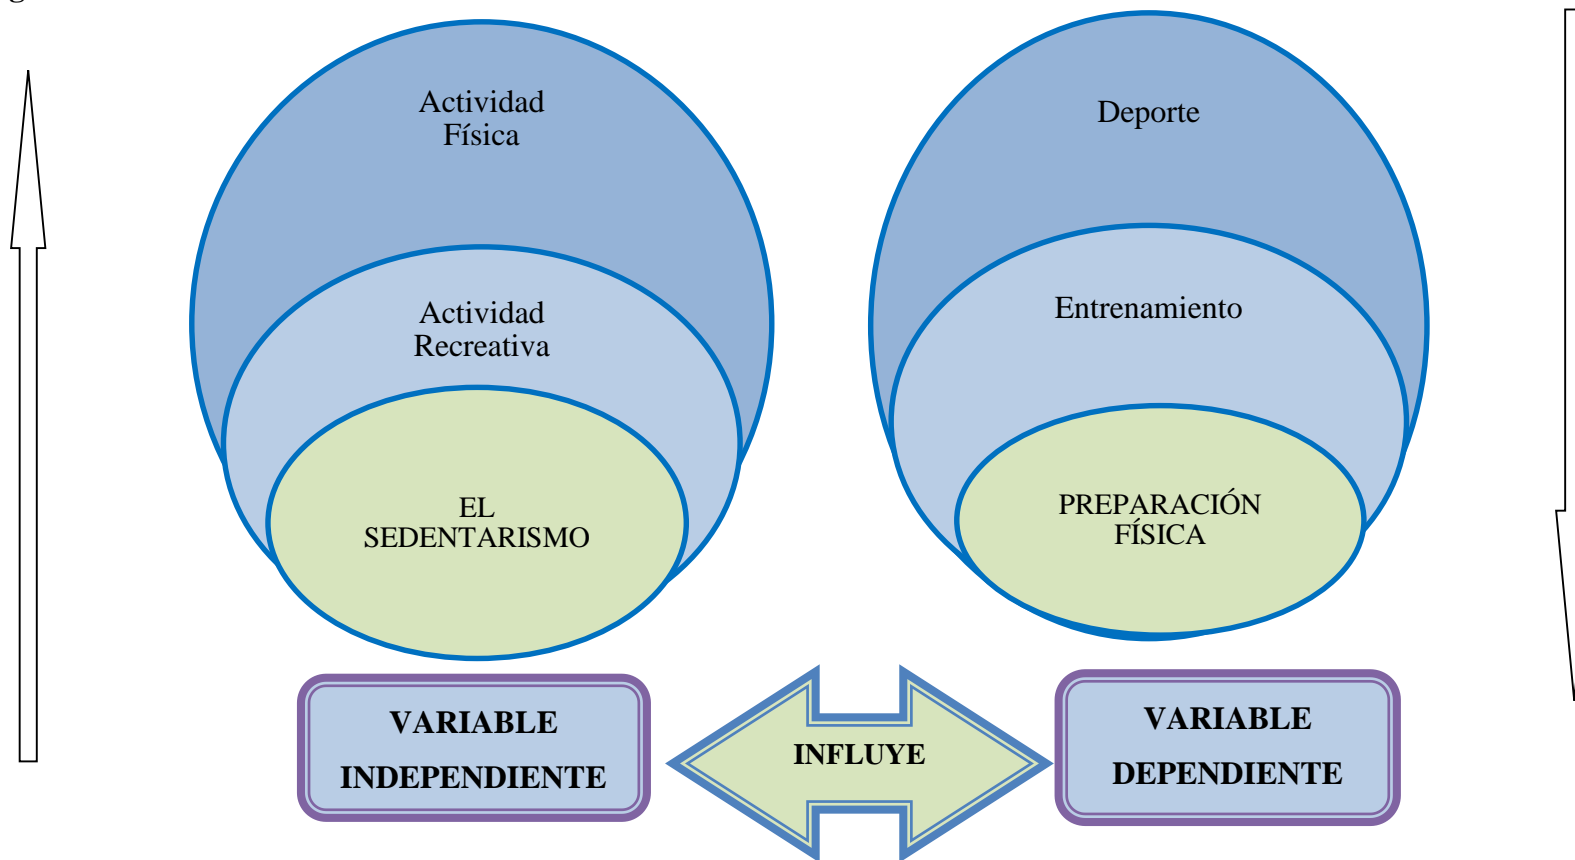 Actividad
Física
Actividad
Recreativa
EL
SEDENTARISMO
Deporte
Entrenamiento
PREPARACIÓN
FÍSICA
VARIABLE
INDEPENDIENTE
INFLUYE
VARIABLE
DEPENDIENTE